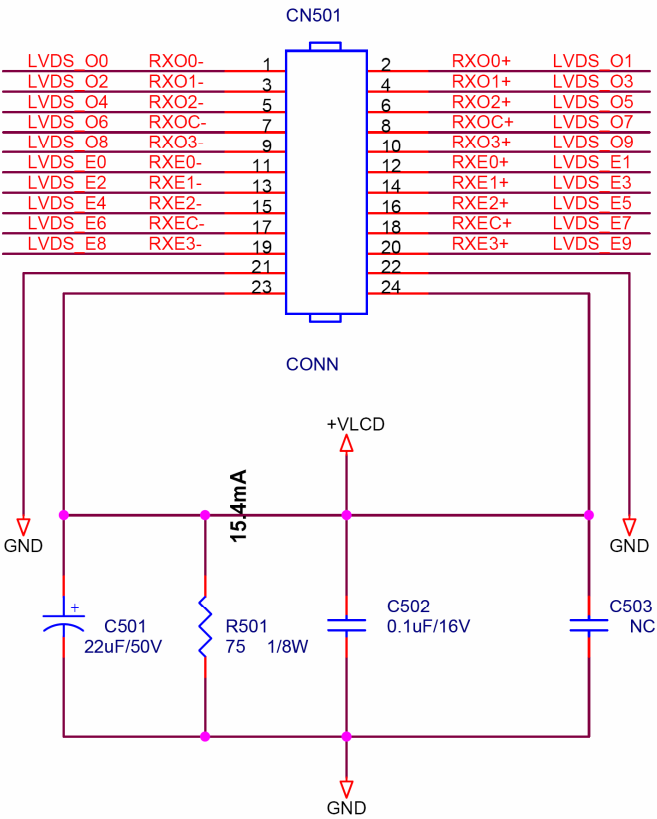 CN501
LVDS_O0 RXO0- 1 2 RXO0+ LVDS_O1
LVDS_O2 RXO1- 3 4 RXO1+ LVDS_O3
LVDS_O4 RXO2- 5 6 RXO2+ LVDS_O5
LVDS_O6 RXOC- 7 8 RXOC+ LVDS_O7
LVDS_O8 RXO3- 9 10 RXO3+ LVDS_O9
LVDS_E0 RXE0- 11 12 RXE0+ LVDS_E1
LVDS_E2 RXE1- 13 14 RXE1+ LVDS_E3
LVDS_E4 RXE2- 15 16 RXE2+ LVDS_E5
LVDS_E6 RXEC- 17 18 RXEC+ LVDS_E7
LVDS_E8 RXE3- 19 20 RXE3+ LVDS_E9
21 22
23 24
CONN
+VLCD
15.4mA
GND GND
+ C501 R501 C502 C503
22uF/50V 75 1/8W 0.1uF/16V NC
GND